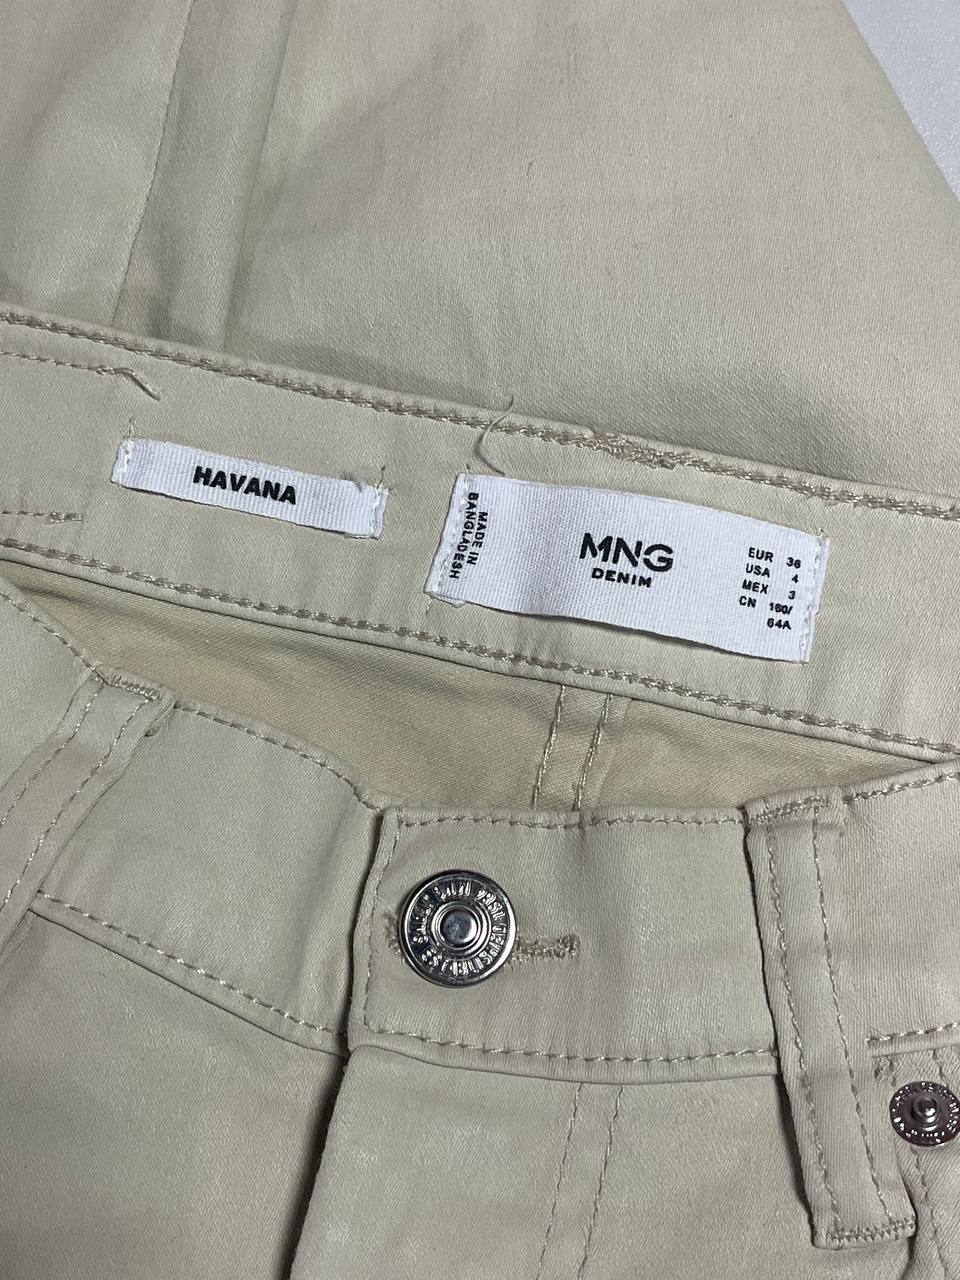 HAVANA
MADE IN
BANGLADESH
MNG
DENIM
EUR 36
USA 4
MEX 3
CN 160/
64A